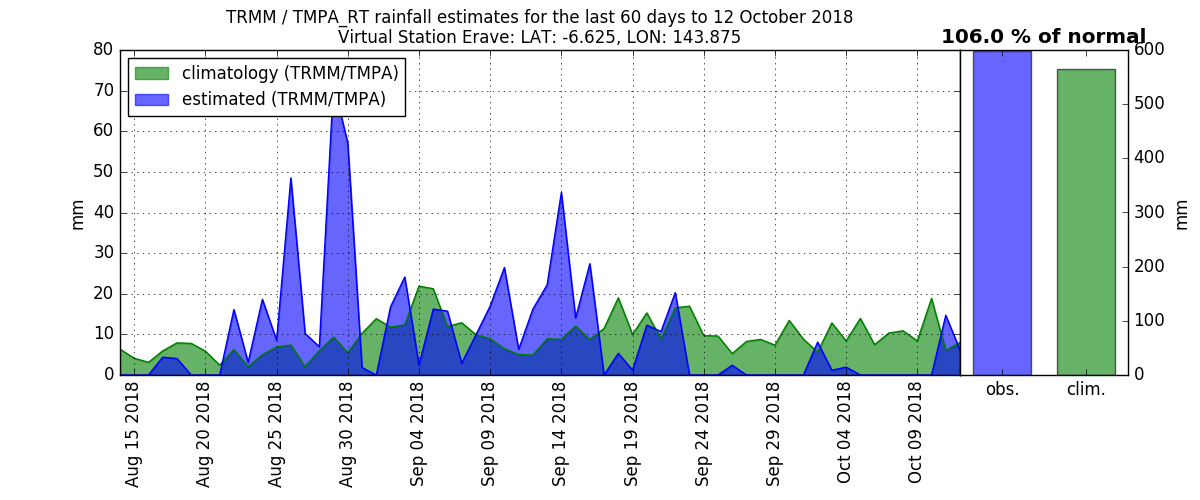 TRMM / TMPA_RT rainfall estimates for the last 60 days to 12 October 2018
Virtual Station Erave: LAT: -6.625, LON: 143.875
106.0 % of normal
climatology (TRMM/TMPA)
estimated (TRMM/TMPA)
80
70
60
50
40
30
20
10
0
mm
Aug 15 2018
Aug 20 2018
Aug 25 2018
Aug 30 2018
Sep 04 2018
Sep 09 2018
Sep 14 2018
Sep 19 2018
Sep 24 2018
Sep 29 2018
Oct 04 2018
Oct 09 2018
600
500
400
300
200
100
0
mm
obs.
clim.